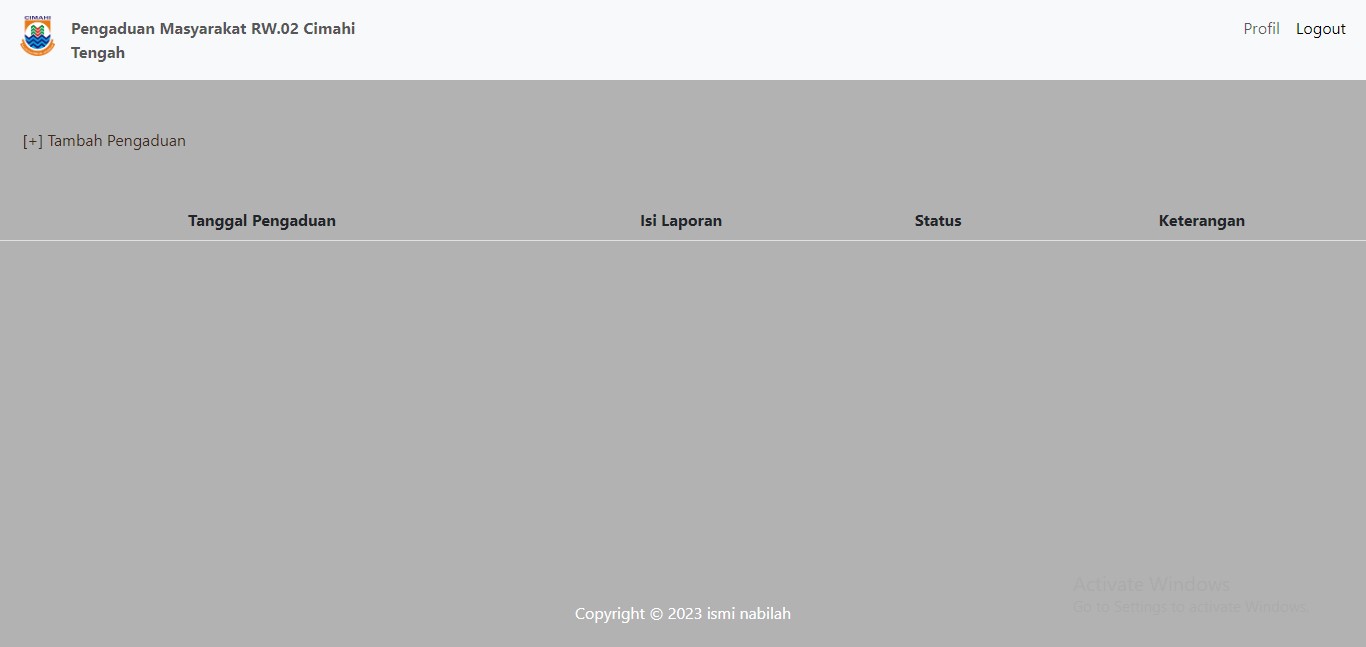 CIMAHI
Pengaduan Masyarakat RW.02 Cimahi
Tengah
Profil Logout
[+] Tambah Pengaduan
Tanggal Pengaduan Isi Laporan Status Keterangan
Activate Windows
Go to Settings to activate Windows.
Copyright © 2023 ismi nabilah